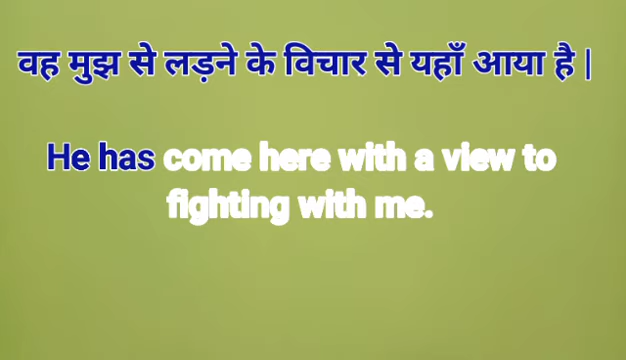 वह मुझ से लड़ने के विचार से यहाँ आया है |
He has come here with a view to
fighting with me.